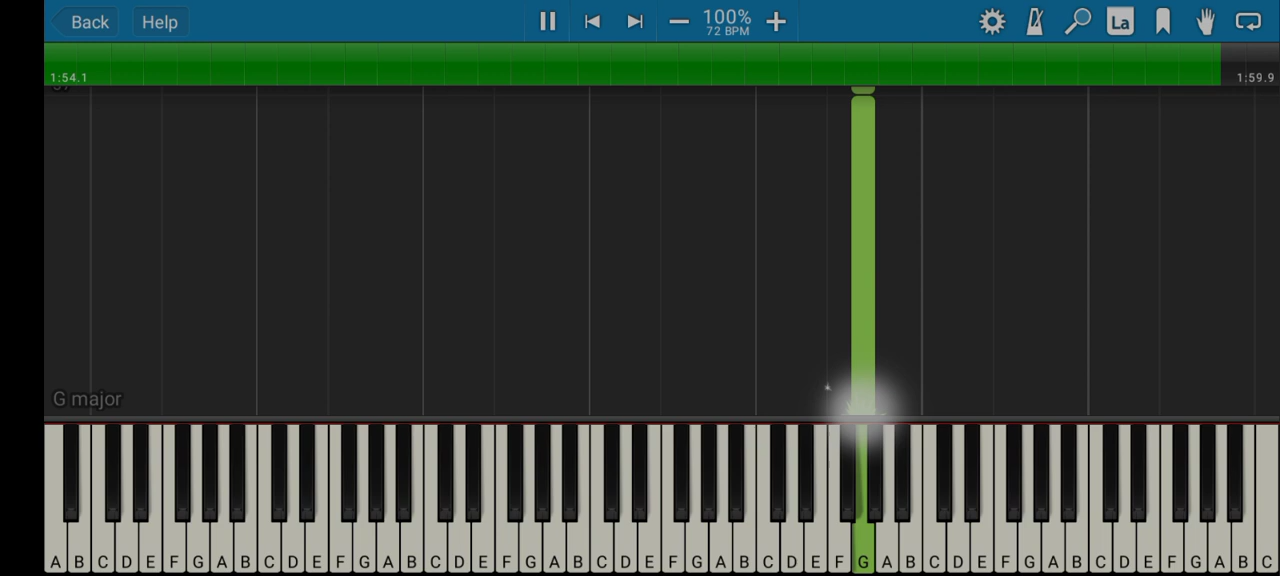 Back Help 100% La
72 BPM
1:54.1 1:59.9
G major
A B C D E F G A B C D E F G A B C D E F G A B C D E F G A B C D E F G A B C D E F G A B C D E F G A B C